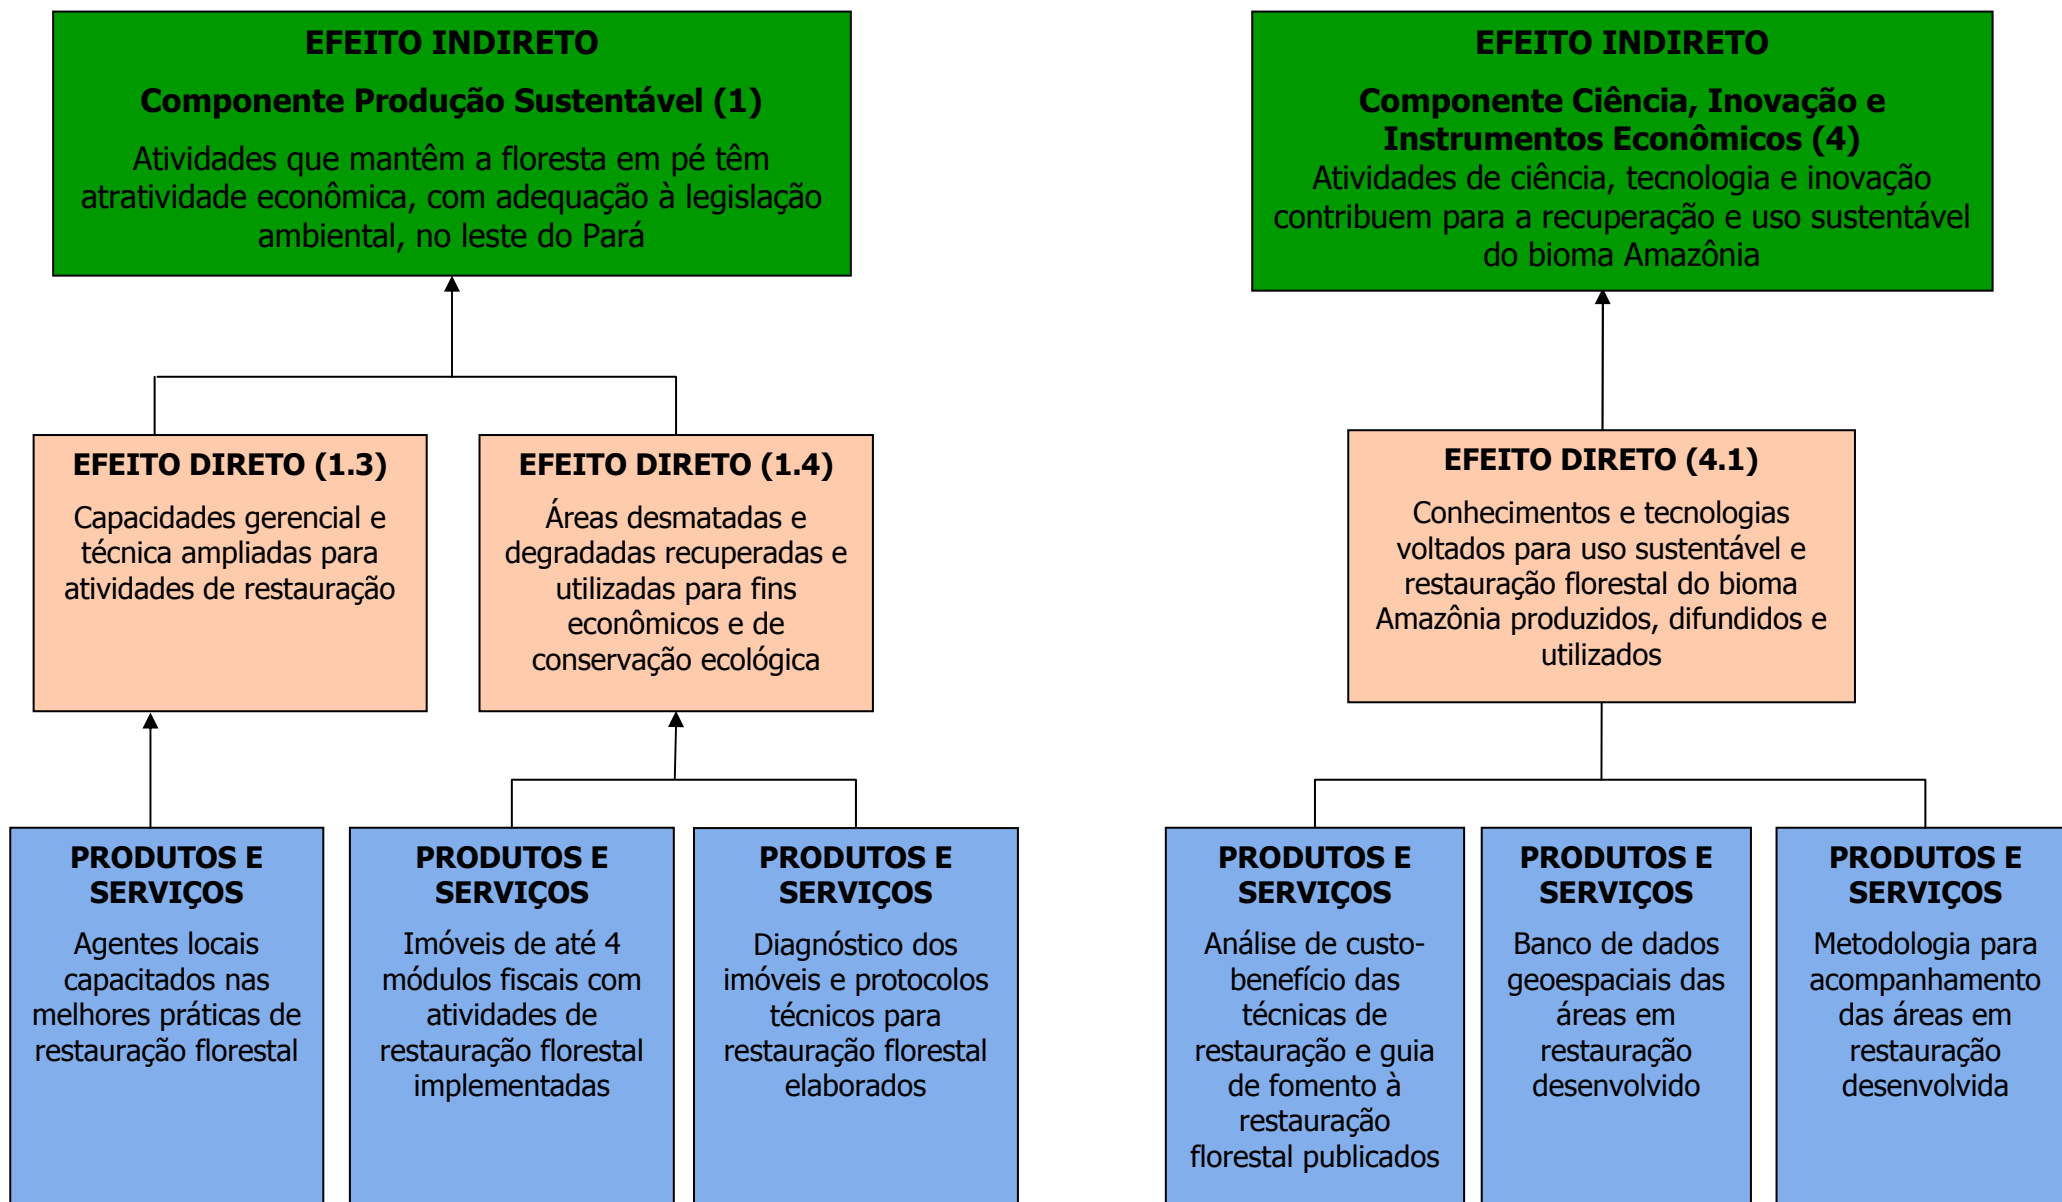 EFEITO INDIRETO
Componente Produção Sustentável (1)
Atividades que mantêm a floresta em pé têm
atratividade econômica, com adequação à legislação
ambiental, no leste do Pará
EFEITO INDIRETO
Componente Ciência, Inovação e
Instrumentos Econômicos (4)
Atividades de ciência, tecnologia e inovação
contribuem para a recuperação e uso sustentável
do bioma Amazônia
EFEITO DIRETO (1.3)
Capacidades gerencial e
técnica ampliadas para
atividades de restauração
EFEITO DIRETO (1.4)
Áreas desmatadas e
degradadas recuperadas e
utilizadas para fins
econômicos e de
conservação ecológica
EFEITO DIRETO (4.1)
Conhecimentos e tecnologias
voltados para uso sustentável e
restauração florestal do bioma
Amazônia produzidos, difundidos e
utilizados
PRODUTOS E
SERVIÇOS
Agentes locais
capacitados nas
melhores práticas de
restauração florestal
PRODUTOS E
SERVIÇOS
Imóveis de até 4
módulos fiscais com
atividades de
restauração florestal
implementadas
PRODUTOS E
SERVIÇOS
Diagnóstico dos
imóveis e protocolos
técnicos para
restauração florestal
elaborados
PRODUTOS E
SERVIÇOS
Análise de custo-
benefício das
técnicas de
restauração e guia
de fomento à
restauração
florestal publicados
PRODUTOS E
SERVIÇOS
Banco de dados
geoespaciais das
áreas em
restauração
desenvolvido
PRODUTOS E
SERVIÇOS
Metodologia para
acompanhamento
das áreas em
restauração
desenvolvida